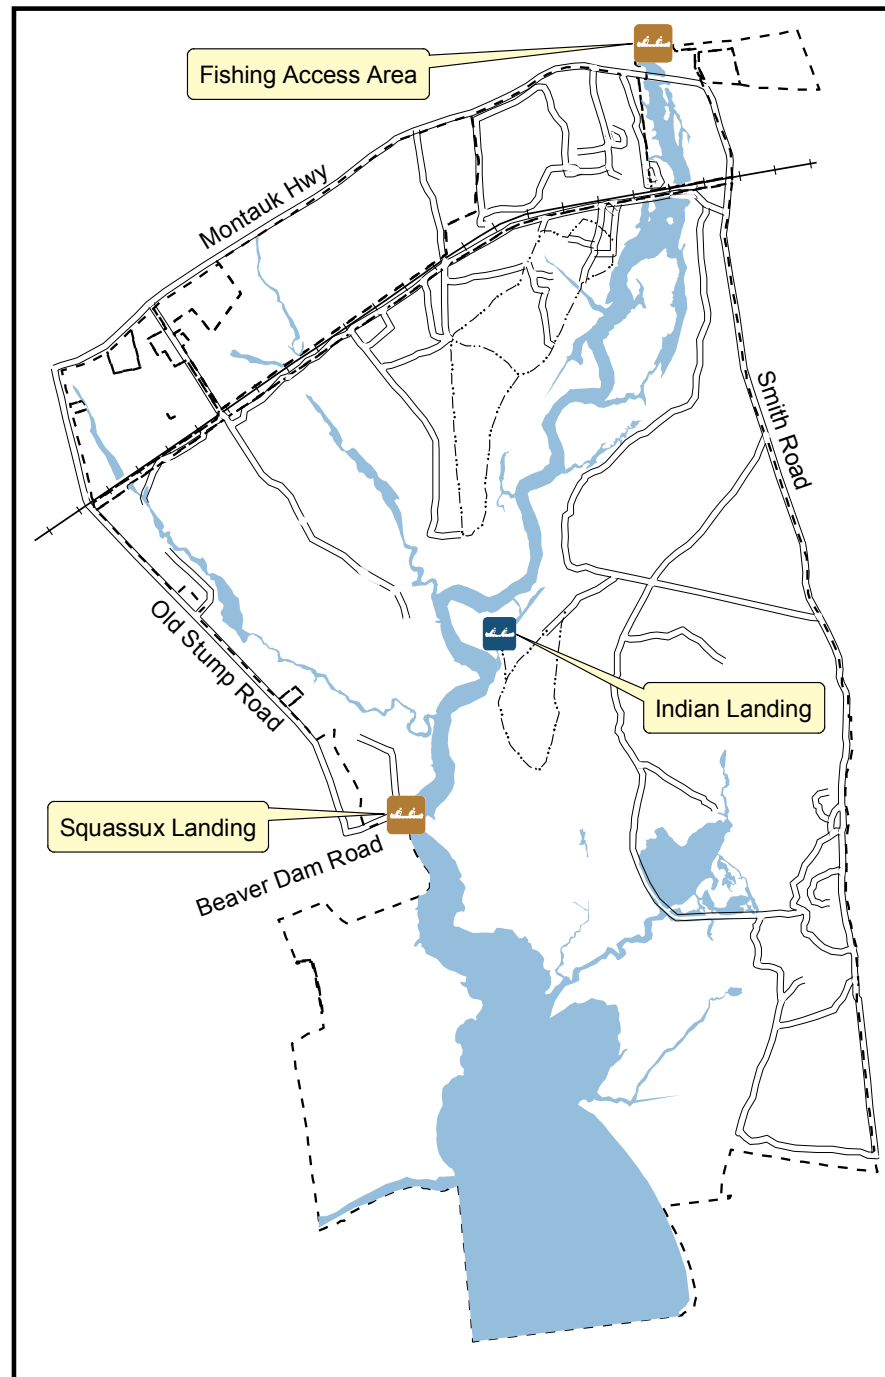 Fishing Access Area
Montauk Hwy
Smith Road
Old Stump Road
Indian Landing
Squassux Landing
Beaver Dam Road